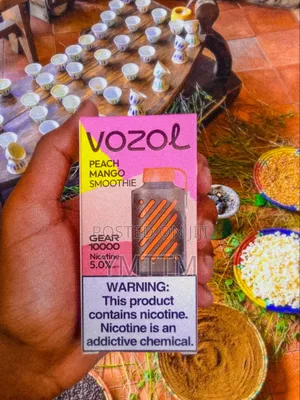 VOZOL
PEACH
MANGO
SMOOTHIE
GEAR
10000
Nicotine
5.0%
WARNING:
This product
contains nicotine.
Nicotine is an
addictive chemical.